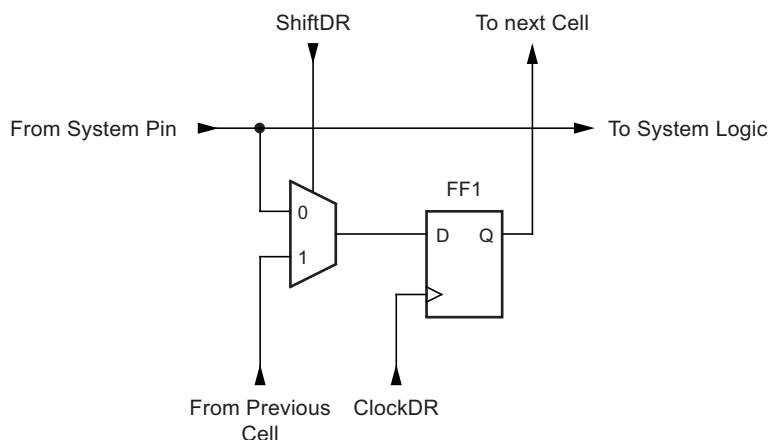 ShiftDR
To next Cell
From System Pin
To System Logic
FF1
0
D
Q
1
From Previous
Cell
ClockDR